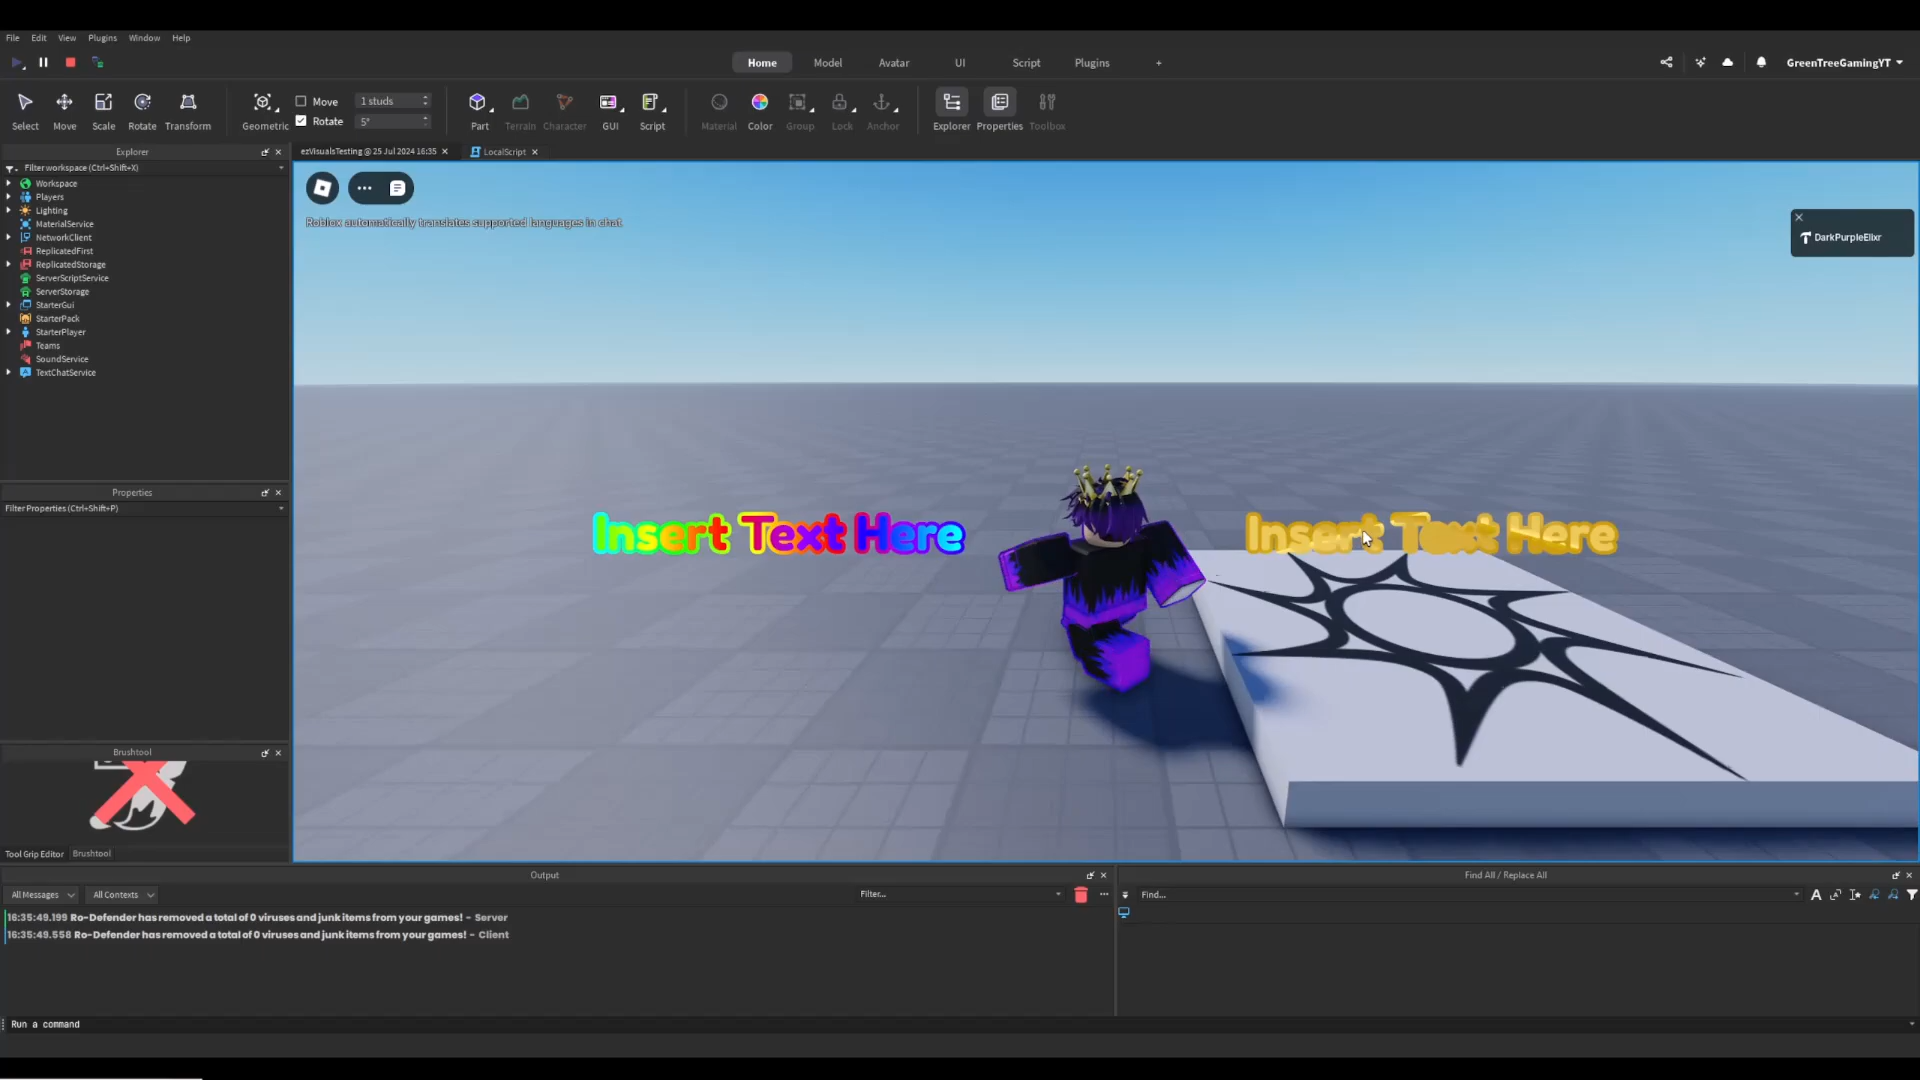 File Edit View Plugins Window Help
Home Model Avatar UI Script Plugins +
GreenTreeGamingYT
Select Move Scale Rotate Transform
Geometric
Move 1 studs
Rotate 5°
Part Terrain Character GUI Script
Material Color Group Lock Anchor
Explorer Properties Toolbox
Explorer
Filter workspace (Ctrl+Shift+X)
Workspace
Players
Lighting
MaterialService
NetworkClient
ReplicatedFirst
ReplicatedStorage
ServerScriptService
ServerStorage
StarterGui
StarterPack
StarterPlayer
Teams
SoundService
TextChatService
ezVisualsTesting @ 25 Jul 2024 16:35
LocalScript
Roblox automatically translates supported languages in chat
DarkPurpleElixr
Insert Text Here
Insert Text Here
Properties
Filter Properties (Ctrl+Shift+P)
Brushtool
Tool Grip Editor Brushtool
Output
All Messages All Contexts
Filter...
16:35:49.199 Ro-Defender has removed a total of 0 viruses and junk items from your games! - Server
16:35:49.558 Ro-Defender has removed a total of 0 viruses and junk items from your games! - Client
Find All / Replace All
Find...
Run a command